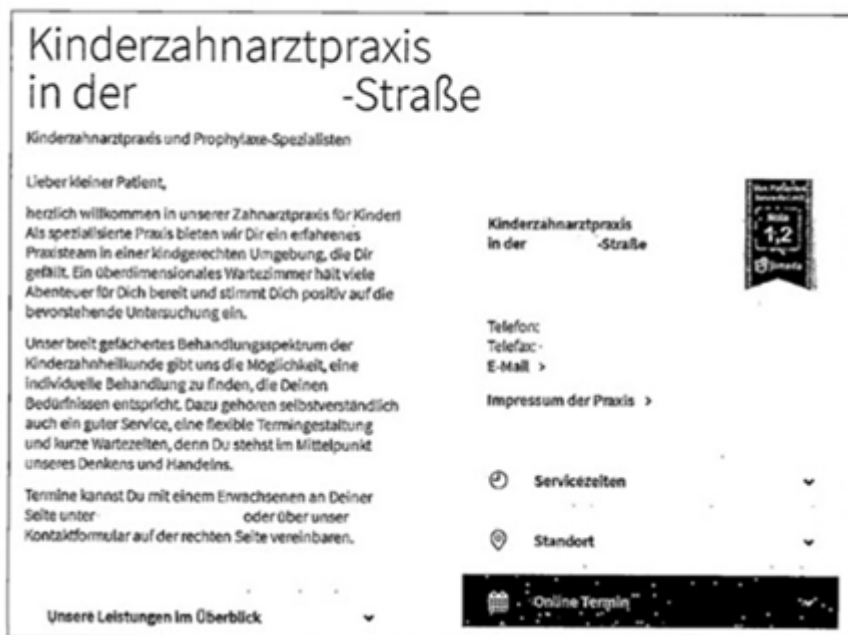 Kinderzahnarztpraxis
in der -Straße
Kinderzahnarztpraxis und Prophylaxe-Spezialisten
Lieber kleiner Patient,
herzlich willkommen in unserer Zahnarztpraxis für Kinder!
Als spezialisierte Praxis bieten wir Dir ein erfahrenes
Praxisteam in einer kindgerechten Umgebung, die Dir
gefällt. Ein überdimensionales Wartezimmer hält viele
Abenteuer für Dich bereit und stimmt Dich positiv auf die
bevorstehende Untersuchung ein.
Unser breit gefächertes Behandlungsspektrum der
Kinderzahnheilkunde gibt uns die Möglichkeit, eine
individuelle Behandlung zu finden, die Deinen
Bedürfnissen entspricht. Dazu gehören selbstverständlich
auch ein guter Service, eine flexible Termingestaltung
und kurze Wartezeiten, denn Du stehst im Mittelpunkt
unseres Denkens und Handelns.
Termine kannst Du mit einem Erwachsenen an Deiner
Seite unter oder über unser
Kontaktformular auf der rechten Seite vereinbaren.
Unsere Leistungen im Überblick
Von Patienten
bewertet mit
Note
1,2
jameda
Kinderzahnarztpraxis
in der -Straße
Telefon:
Telefax:
E-Mail >
Impressum der Praxis >
Servicezeiten
Standort
Online Termin